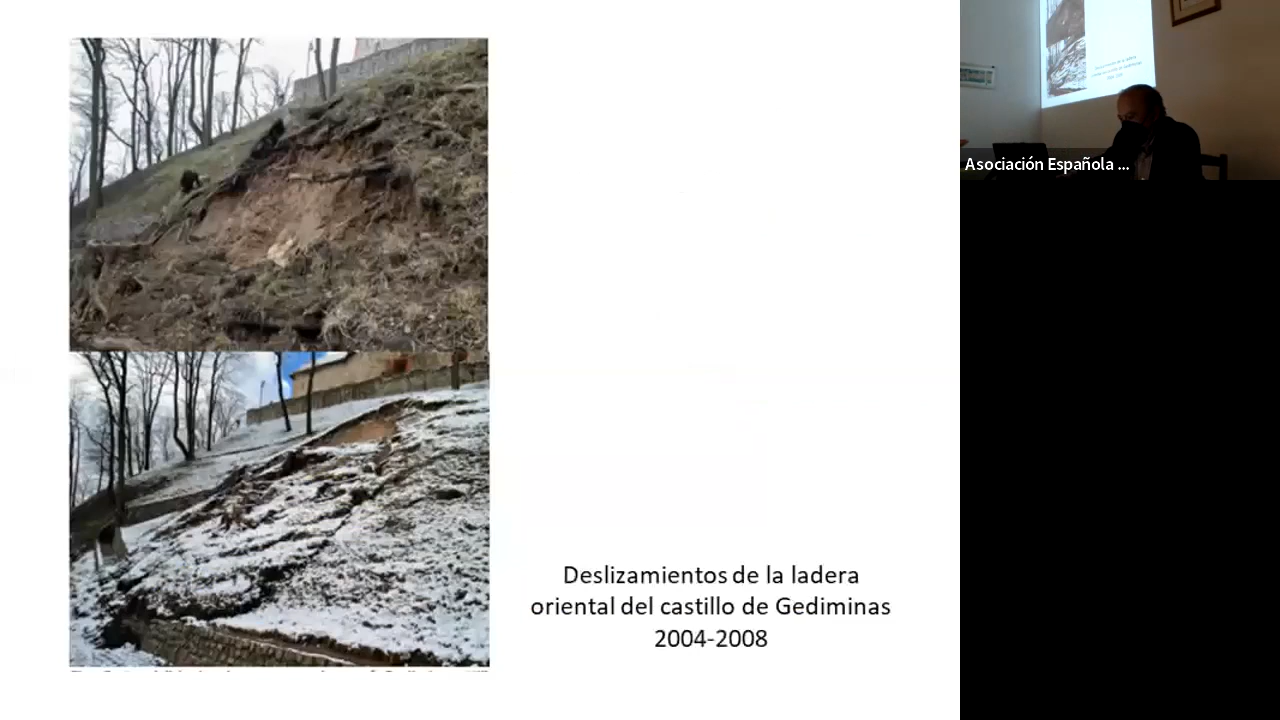 Deslizamientos de la ladera
oriental del castillo de Gediminas
2004-2008
Asociación Española ...